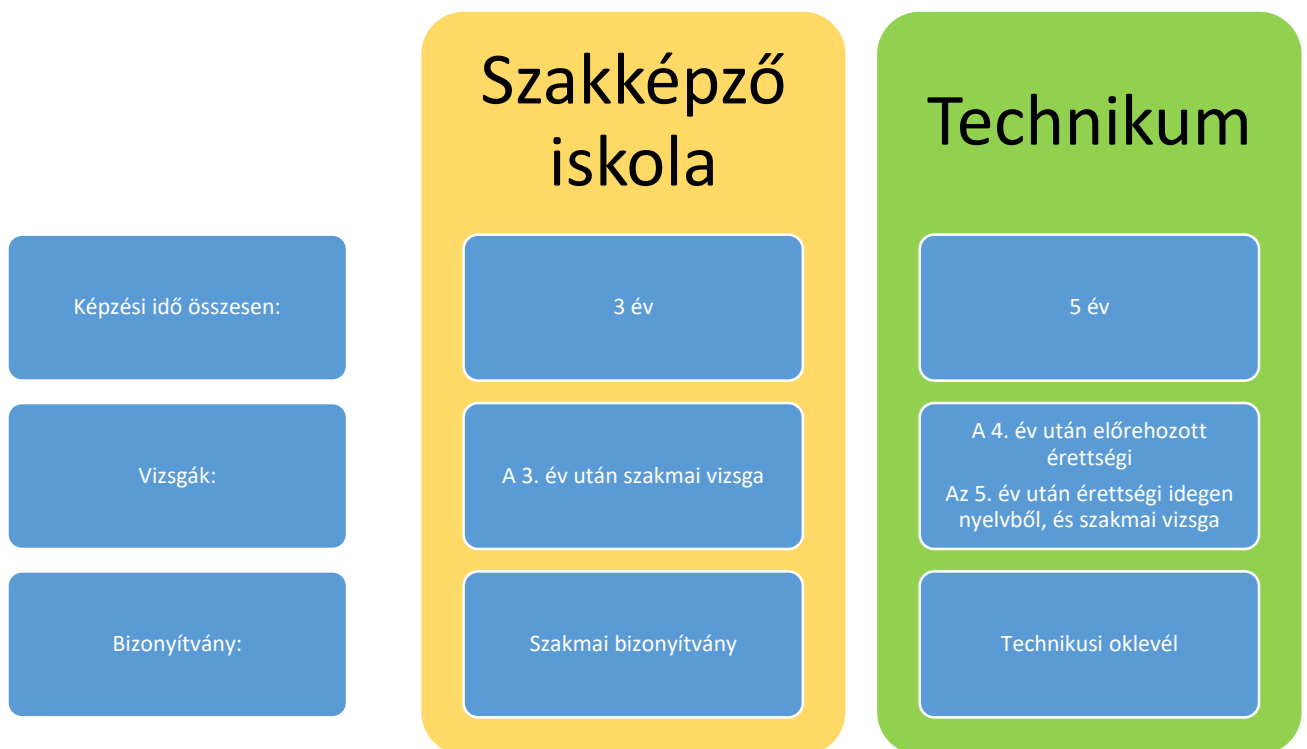 Szakképző
iskola
Technikum
Képzési idő összesen:
3 év
5 év
Vizsgák:
A 3. év után szakmai vizsga
A 4. év után előrehozott
érettségi
Az 5. év után érettségi idegen
nyelvből, és szakmai vizsga
Bizonyítvány:
Szakmai bizonyítvány
Technikusi oklevél